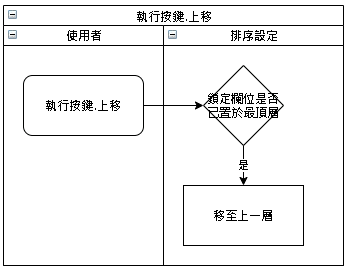 執行按鍵.上移
使用者
排序設定
執行按鍵.上移
鎖定欄位是否
已置於最頂層
是
移至上一層